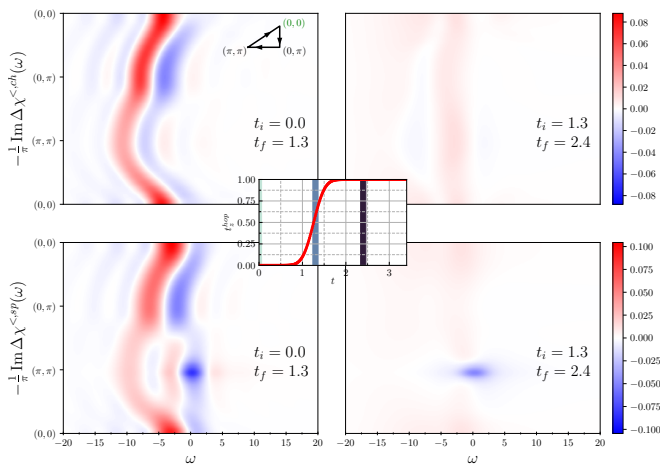 (0, 0)
(0, π)
(π, π)
(0, 0)
−1/π Im Δχ^{<,ch}(ω)
(0, 0)
(π, π)
(0, π)
t_i = 0.0
t_f = 1.3
t_i = 1.3
t_f = 2.4
0.08
0.06
0.04
0.02
0.00
−0.02
−0.04
−0.06
−0.08
1.00
0.75
0.50
0.25
0.00
t^{hop}
0 1 2 3
t
(0, 0)
(0, π)
(π, π)
(0, 0)
−1/π Im Δχ^{<,sp}(ω)
t_i = 0.0
t_f = 1.3
t_i = 1.3
t_f = 2.4
0.100
0.075
0.050
0.025
0.000
−0.025
−0.050
−0.075
−0.100
−20 −15 −10 −5 0 5 10 15 20
ω
−20 −15 −10 −5 0 5 10 15 20
ω